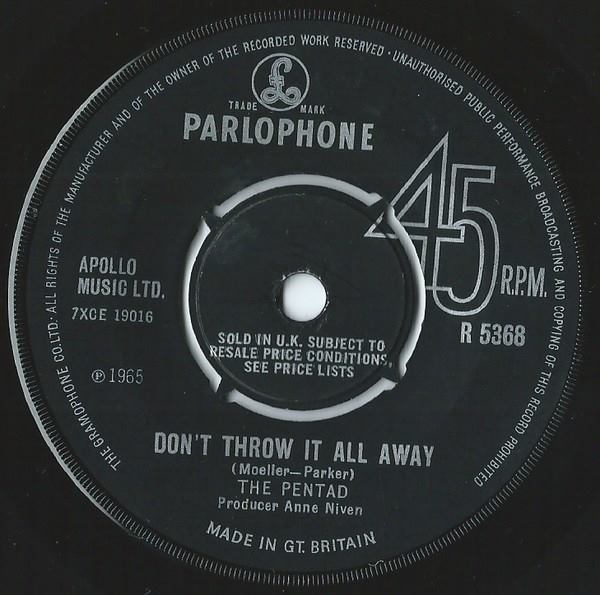 THE GRAMOPHONE CO. LTD. · ALL RIGHTS OF THE MANUFACTURER AND OF THE OWNER OF THE RECORDED WORK RESERVED · UNAUTHORISED PUBLIC PERFORMANCE BROADCASTING AND COPYING OF THIS RECORD PROHIBITED
£
TRADE MARK
PARLOPHONE
45
R.P.M.
APOLLO
MUSIC LTD.
7XCE 19016
R 5368
SOLD IN U.K. SUBJECT TO
RESALE PRICE CONDITIONS,
SEE PRICE LISTS
℗ 1965
DON'T THROW IT ALL AWAY
(Moeller—Parker)
THE PENTAD
Producer Anne Niven
MADE IN GT. BRITAIN